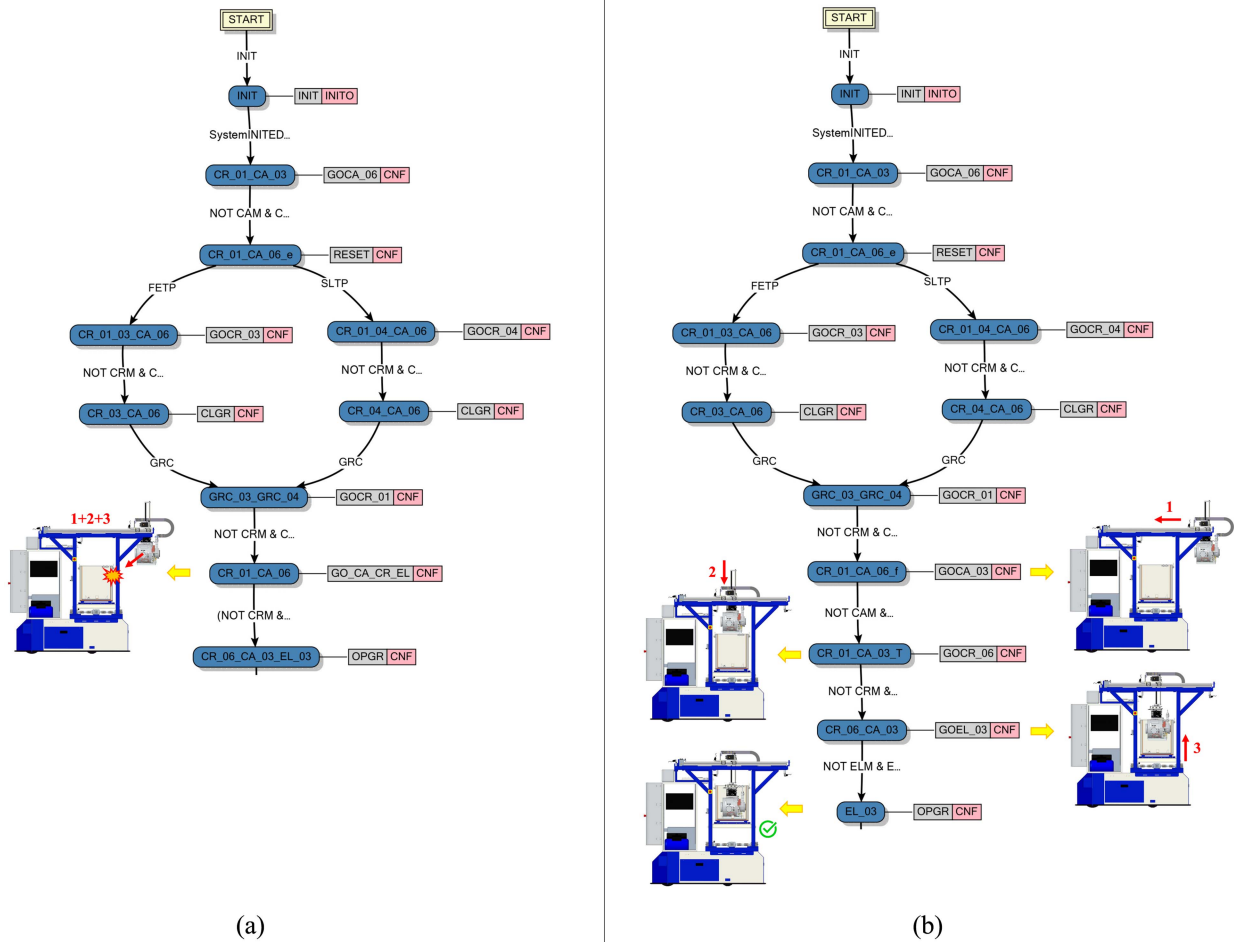 START
INIT
INIT
INIT INITO
SystemINITED...
CR_01_CA_03
GOCA_06 CNF
NOT CAM & C...
CR_01_CA_06_e
RESET CNF
FETP
SLTP
CR_01_03_CA_06
GOCR_03 CNF
CR_01_04_CA_06
GOCR_04 CNF
NOT CRM & C...
NOT CRM & C...
CR_03_CA_06
CLGR CNF
CR_04_CA_06
CLGR CNF
GRC
GRC
GRC_03_GRC_04
GOCR_01 CNF
1+2+3
NOT CRM & C...
CR_01_CA_06
GO_CA_CR_EL CNF
(NOT CRM &...
CR_06_CA_03_EL_03
OPGR CNF
(a)
START
INIT
INIT
INIT INITO
SystemINITED...
CR_01_CA_03
GOCA_06 CNF
NOT CAM & C...
CR_01_CA_06_e
RESET CNF
FETP
SLTP
CR_01_03_CA_06
GOCR_03 CNF
CR_01_04_CA_06
GOCR_04 CNF
NOT CRM & C...
NOT CRM & C...
CR_03_CA_06
CLGR CNF
CR_04_CA_06
CLGR CNF
GRC
GRC
GRC_03_GRC_04
GOCR_01 CNF
1
NOT CRM & C...
CR_01_CA_06_f
GOCA_03 CNF
2
NOT CAM &...
CR_01_CA_03_T
GOCR_06 CNF
NOT CRM &...
CR_06_CA_03
GOEL_03 CNF
3
NOT ELM & E...
EL_03
OPGR CNF
(b)